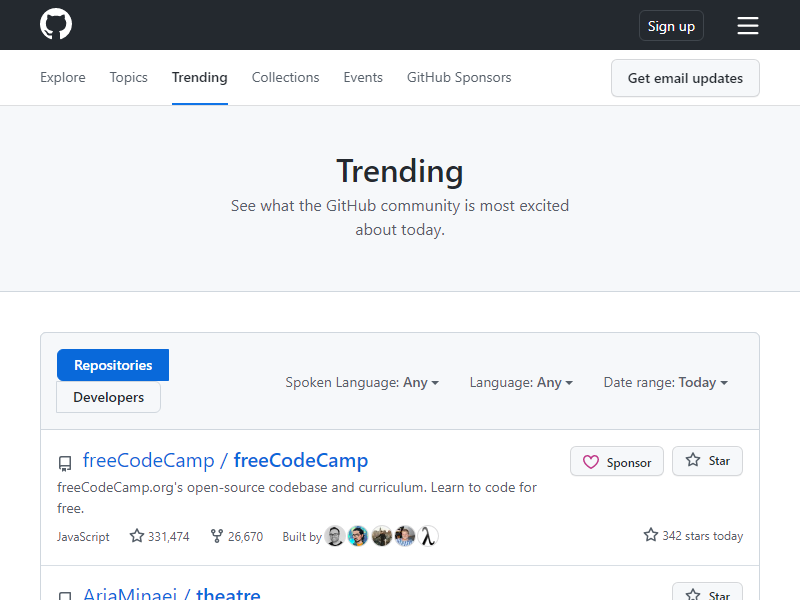 Sign up
Explore Topics Trending Collections Events GitHub Sponsors Get email updates
Trending
See what the GitHub community is most excited
about today.
Repositories
Developers
Spoken Language: Any Language: Any Date range: Today
freeCodeCamp / freeCodeCamp Sponsor Star
freeCodeCamp.org's open-source codebase and curriculum. Learn to code for
free.
JavaScript 331,474 26,670 Built by 342 stars today
AriaMinaei / theatre Star